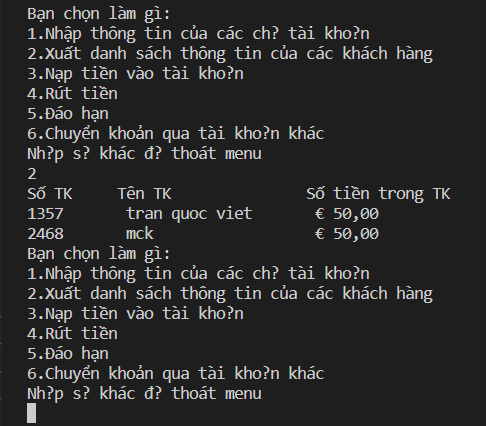 Bạn chọn làm gì:
1.Nhập thông tin của các ch? tài kho?n
2.Xuất danh sách thông tin của các khách hàng
3.Nạp tiền vào tài kho?n
4.Rút tiền
5.Đáo hạn
6.Chuyển khoản qua tài kho?n khác
Nh?p s? khác đ? thoát menu
2
Số TK Tên TK Số tiền trong TK
1357 tran quoc viet € 50,00
2468 mck € 50,00
Bạn chọn làm gì:
1.Nhập thông tin của các ch? tài kho?n
2.Xuất danh sách thông tin của các khách hàng
3.Nạp tiền vào tài kho?n
4.Rút tiền
5.Đáo hạn
6.Chuyển khoản qua tài kho?n khác
Nh?p s? khác đ? thoát menu